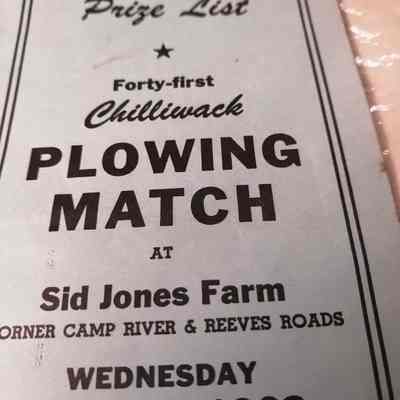 Prize List
★
Forty-first
Chilliwack
PLOWING
MATCH
AT
Sid Jones Farm
ORNER CAMP RIVER & REEVES ROADS
WEDNESDAY